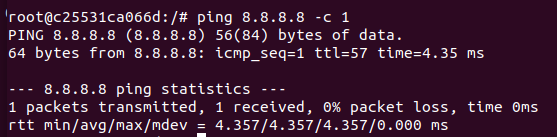 root@c25531ca066d:/# ping 8.8.8.8 -c 1
PING 8.8.8.8 (8.8.8.8) 56(84) bytes of data.
64 bytes from 8.8.8.8: icmp_seq=1 ttl=57 time=4.35 ms

--- 8.8.8.8 ping statistics ---
1 packets transmitted, 1 received, 0% packet loss, time 0ms
rtt min/avg/max/mdev = 4.357/4.357/4.357/0.000 ms